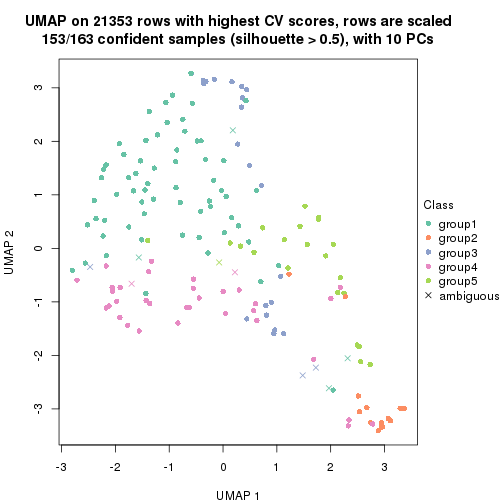 UMAP on 21353 rows with highest CV scores, rows are scaled
153/163 confident samples (silhouette > 0.5), with 10 PCs
3
2
1
0
-1
-2
-3
UMAP 2
-3
-2
-1
0
1
2
3
UMAP 1
Class
group1
group2
group3
group4
group5
ambiguous